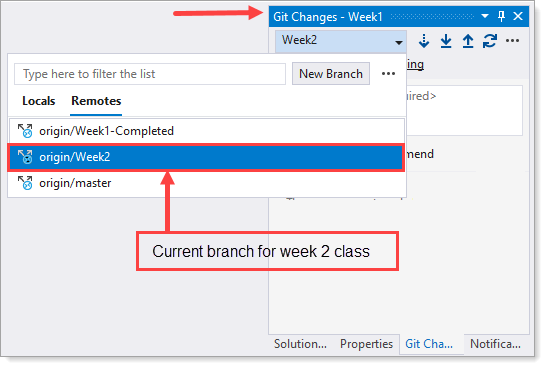 Git Changes - Week1
Week2
Type here to filter the list
New Branch
ing
Locals
Remotes
uired>
origin/Week1-Completed
origin/Week2
mend
origin/master
Current branch for week 2 class
Solution...
Properties
Git Cha...
Notifica...